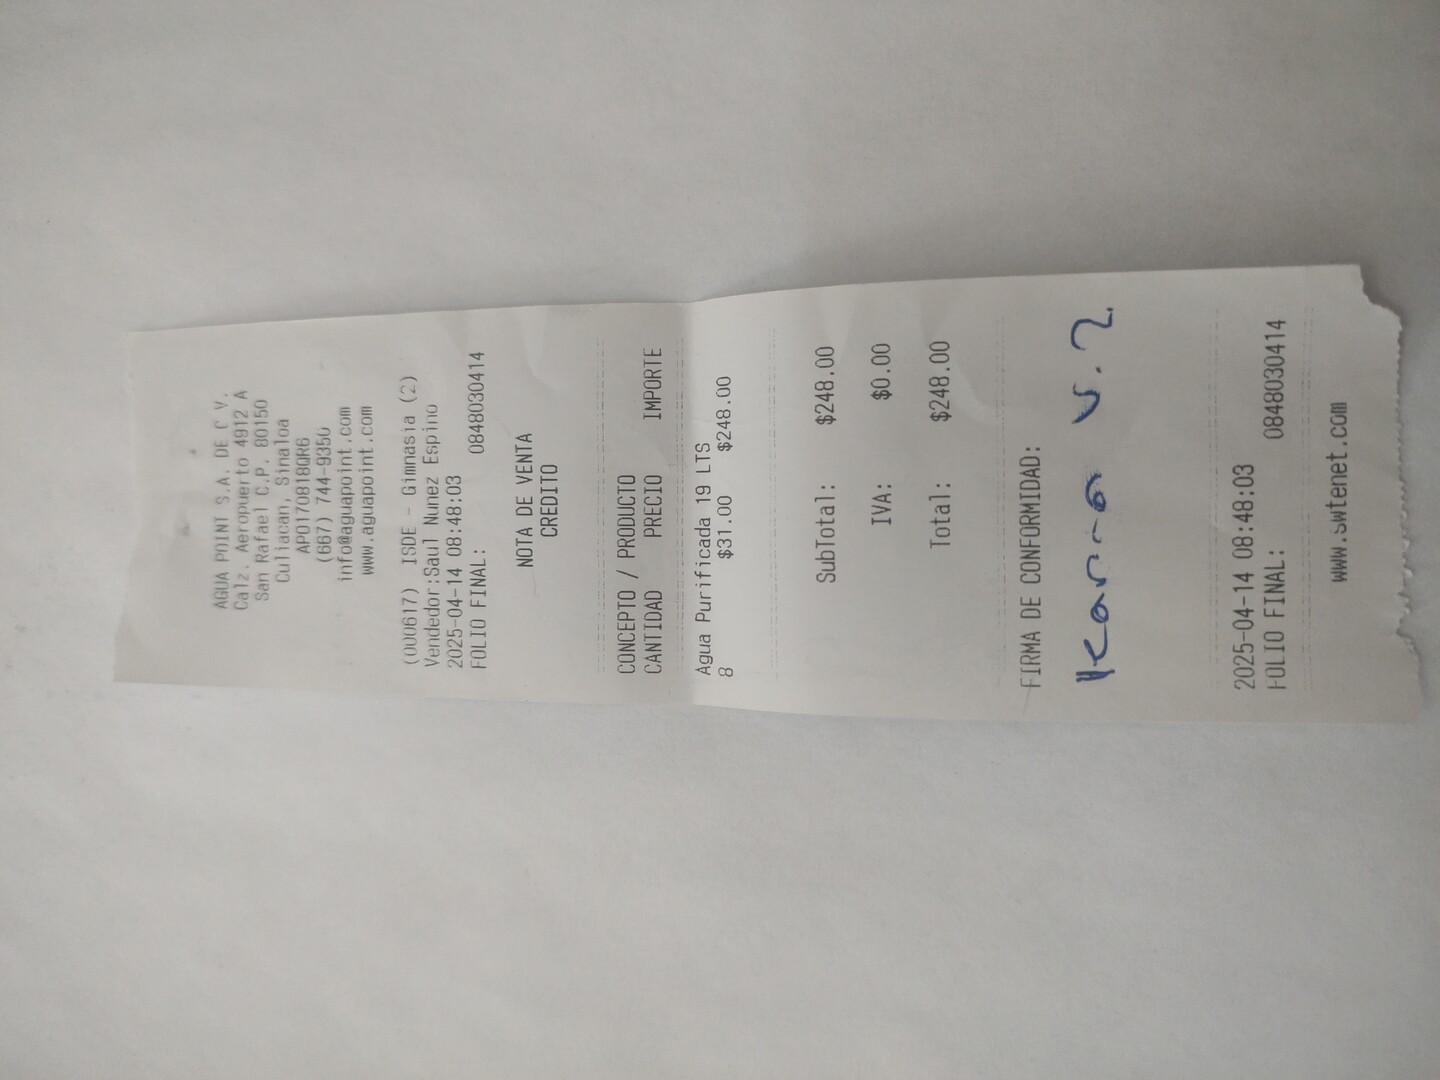 AGUA POINT S.A. DE C V.
Calz. Aeropuerto 4912 A
San Rafael C.P. 80150
Culiacan, Sinaloa
APO170818QR6
(667) 744-9350
info@aguapoint.com
www.aguapoint.com
(000617) ISDE - Gimnasia (2)
Vendedor:Saul Nunez Espino
2025-04-14 08:48:03
FOLIO FINAL: 0848030414
NOTA DE VENTA
CREDITO
CONCEPTO / PRODUCTO
CANTIDAD PRECIO IMPORTE
Agua Purificada 19 LTS
8 $31.00 $248.00
SubTotal: $248.00
IVA: $0.00
Total: $248.00
FIRMA DE CONFORMIDAD:
2025-04-14 08:48:03
FOLIO FINAL: 0848030414
www.swtenet.com